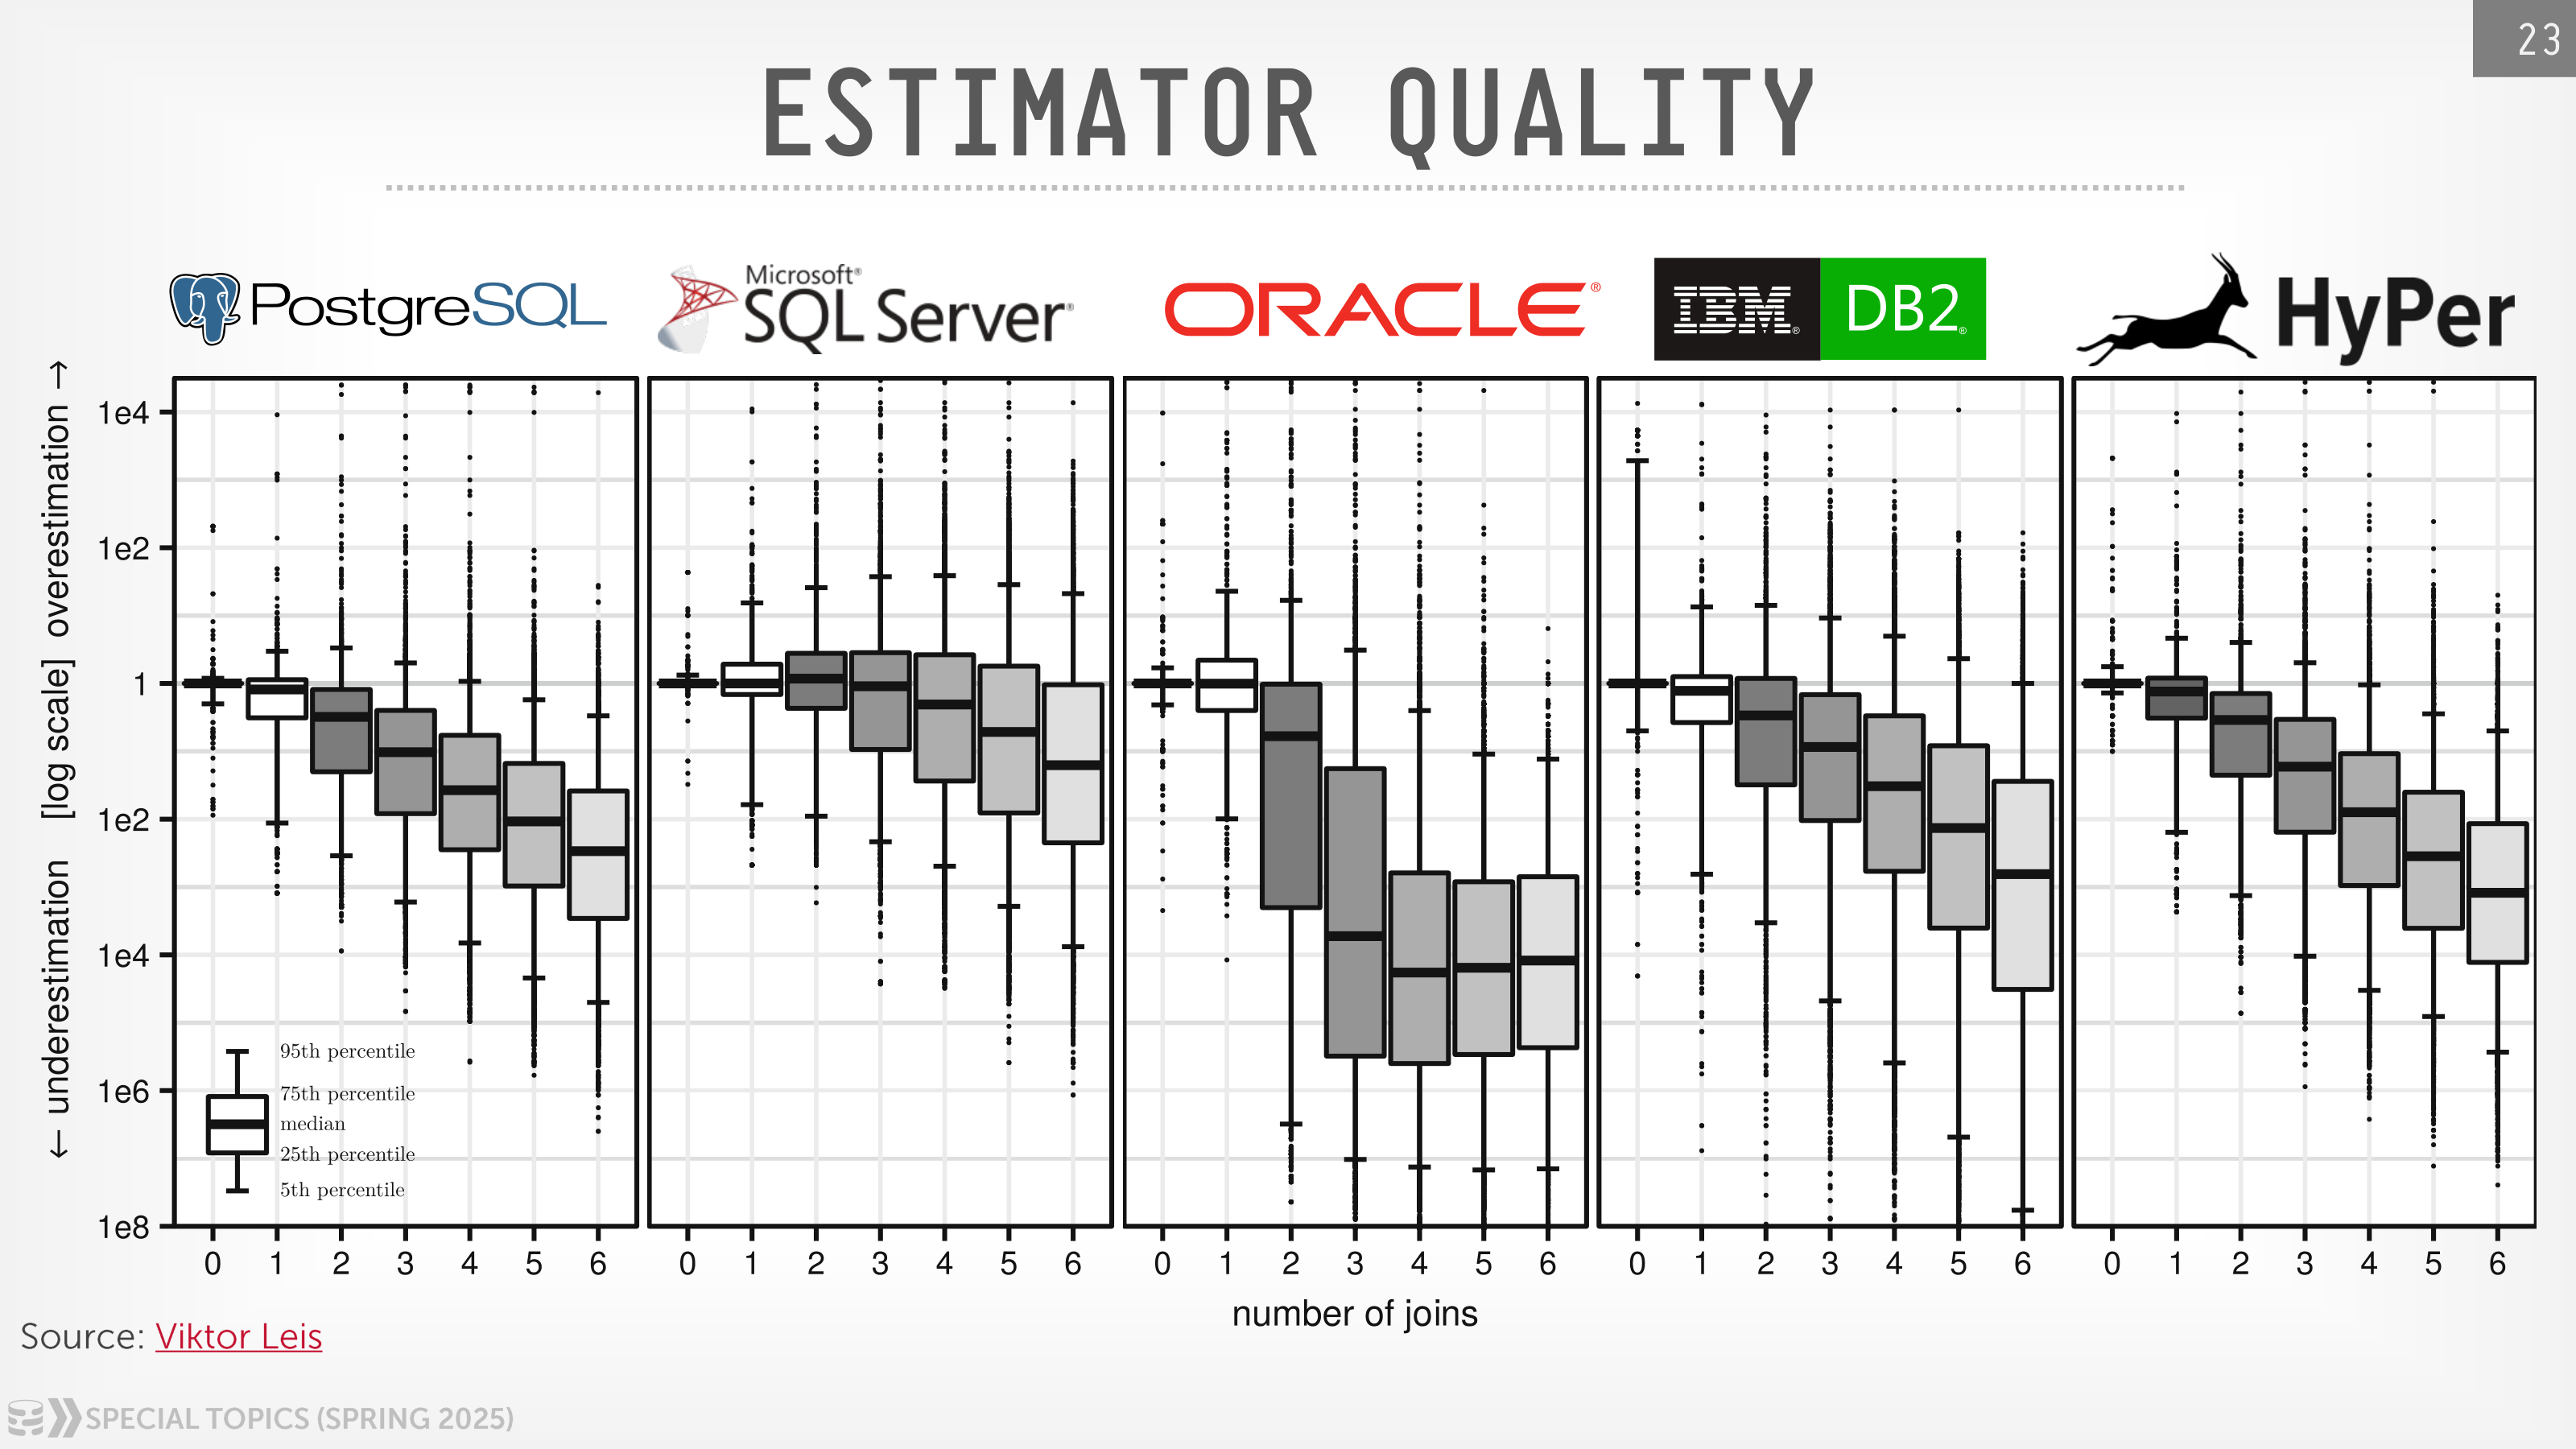 23
ESTIMATOR QUALITY
PostgreSQL
Microsoft®
SQL Server®
ORACLE®
IBM® DB2®
HyPer
← underestimation [log scale] overestimation →
1e4
1e2
1
1e2
1e4
1e6
1e8
95th percentile
75th percentile
median
25th percentile
5th percentile
0 1 2 3 4 5 6 0 1 2 3 4 5 6 0 1 2 3 4 5 6 0 1 2 3 4 5 6 0 1 2 3 4 5 6
number of joins
Source: Viktor Leis
SPECIAL TOPICS (SPRING 2025)